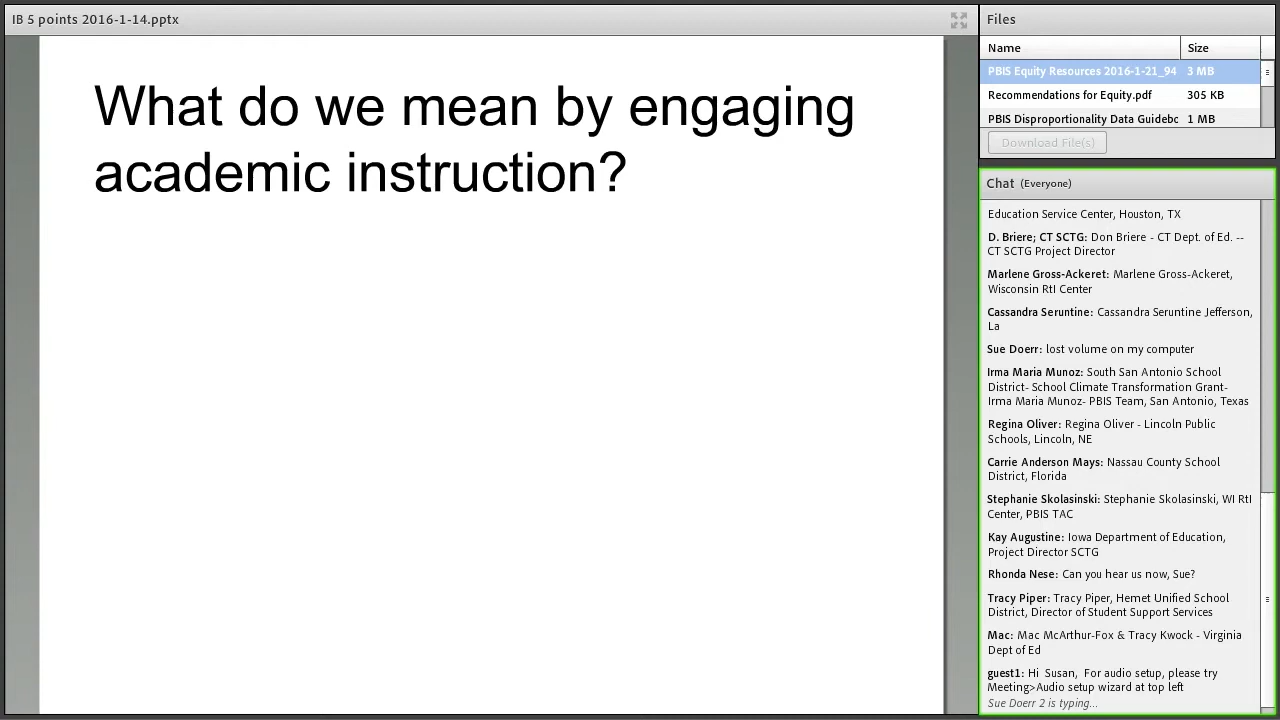 IB 5 points 2016-1-14.pptx
What do we mean by engaging
academic instruction?
Files
Name Size
PBIS Equity Resources 2016-1-21_94 3 MB
Recommendations for Equity.pdf 305 KB
PBIS Disproportionality Data Guidebc 1 MB
Download File(s)
Chat (Everyone)
Education Service Center, Houston, TX
D. Briere; CT SCTG: Don Briere - CT Dept. of Ed. --
CT SCTG Project Director
Marlene Gross-Ackeret: Marlene Gross-Ackeret,
Wisconsin RtI Center
Cassandra Seruntine: Cassandra Seruntine Jefferson,
La
Sue Doerr: lost volume on my computer
Irma Maria Munoz: South San Antonio School
District- School Climate Transformation Grant-
Irma Maria Munoz- PBIS Team, San Antonio, Texas
Regina Oliver: Regina Oliver - Lincoln Public
Schools, Lincoln, NE
Carrie Anderson Mays: Nassau County School
District, Florida
Stephanie Skolasinski: Stephanie Skolasinski, WI RtI
Center, PBIS TAC
Kay Augustine: Iowa Department of Education,
Project Director SCTG
Rhonda Nese: Can you hear us now, Sue?
Tracy Piper: Tracy Piper, Hemet Unified School
District, Director of Student Support Services
Mac: Mac McArthur-Fox & Tracy Kwock - Virginia
Dept of Ed
guest1: Hi Susan, For audio setup, please try
Meeting>Audio setup wizard at top left
Sue Doerr 2 is typing...